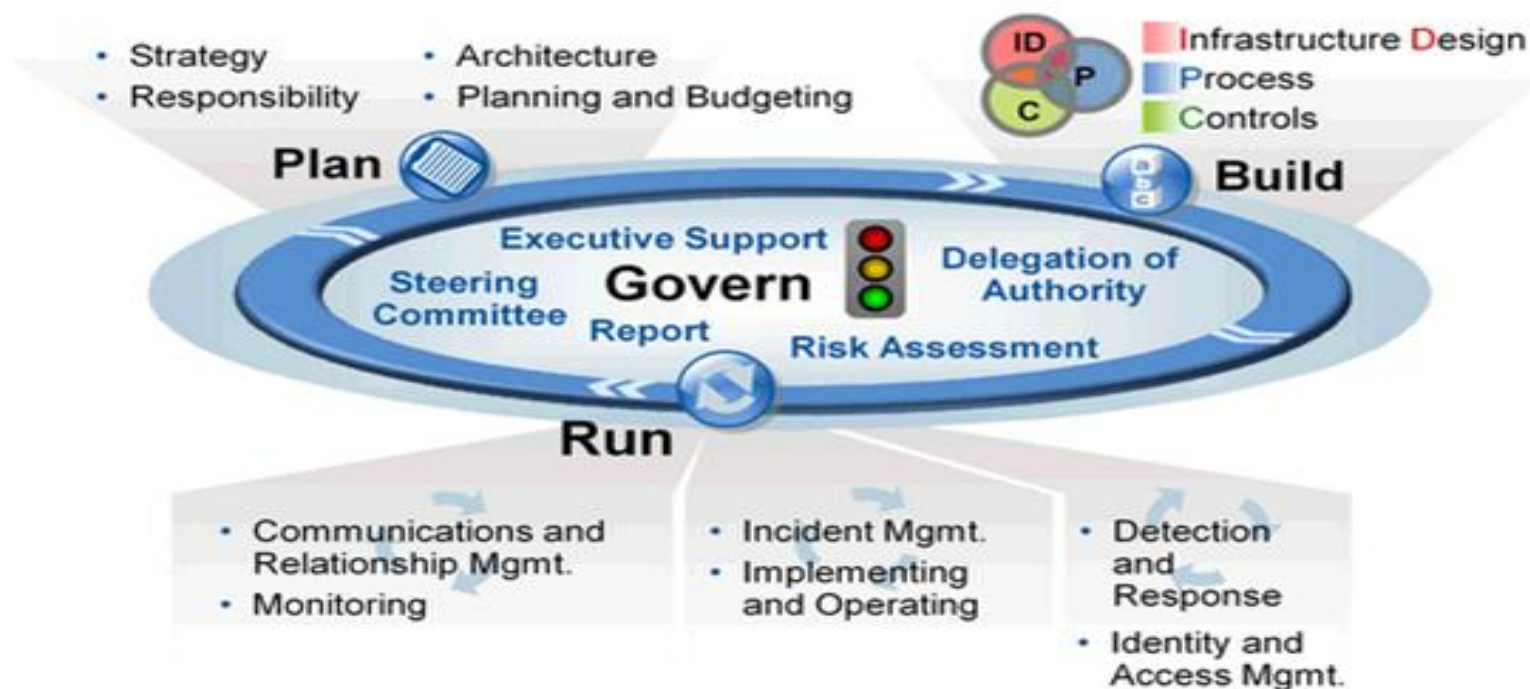 • Strategy
• Responsibility
• Architecture
• Planning and Budgeting
ID
P
C
Infrastructure Design
Process
Controls
Plan
a
b
c
Build
Executive Support
Govern
Steering
Committee
Report
Delegation of
Authority
Risk Assessment
Run
• Communications and
Relationship Mgmt.
• Monitoring
• Incident Mgmt.
• Implementing
and Operating
• Detection
and
Response
• Identity and
Access Mgmt.